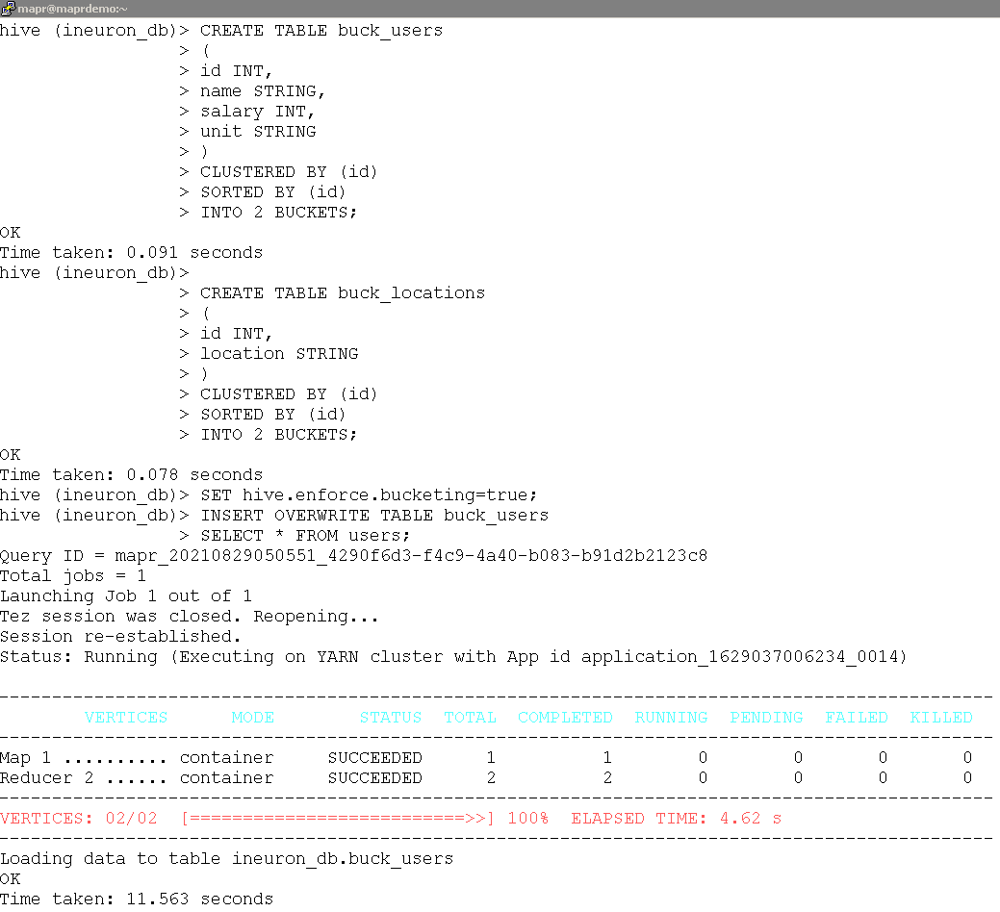 mapr@maprdemo:~
hive (ineuron_db)> CREATE TABLE buck_users
> (
> id INT,
> name STRING,
> salary INT,
> unit STRING
> )
> CLUSTERED BY (id)
> SORTED BY (id)
> INTO 2 BUCKETS;
OK
Time taken: 0.091 seconds
hive (ineuron_db)>
> CREATE TABLE buck_locations
> (
> id INT,
> location STRING
> )
> CLUSTERED BY (id)
> SORTED BY (id)
> INTO 2 BUCKETS;
OK
Time taken: 0.078 seconds
hive (ineuron_db)> SET hive.enforce.bucketing=true;
hive (ineuron_db)> INSERT OVERWRITE TABLE buck_users
> SELECT * FROM users;
Query ID = mapr_20210829050551_4290f6d3-f4c9-4a40-b083-b91d2b2123c8
Total jobs = 1
Launching Job 1 out of 1
Tez session was closed. Reopening...
Session re-established.
Status: Running (Executing on YARN cluster with App id application_1629037006234_0014)
----------------------------------------------------------------------------------------------
VERTICES MODE STATUS TOTAL COMPLETED RUNNING PENDING FAILED KILLED
----------------------------------------------------------------------------------------------
Map 1 .......... container SUCCEEDED 1 1 0 0 0 0
Reducer 2 ...... container SUCCEEDED 2 2 0 0 0 0
----------------------------------------------------------------------------------------------
VERTICES: 02/02 [==========================>>] 100% ELAPSED TIME: 4.62 s
----------------------------------------------------------------------------------------------
Loading data to table ineuron_db.buck_users
OK
Time taken: 11.563 seconds